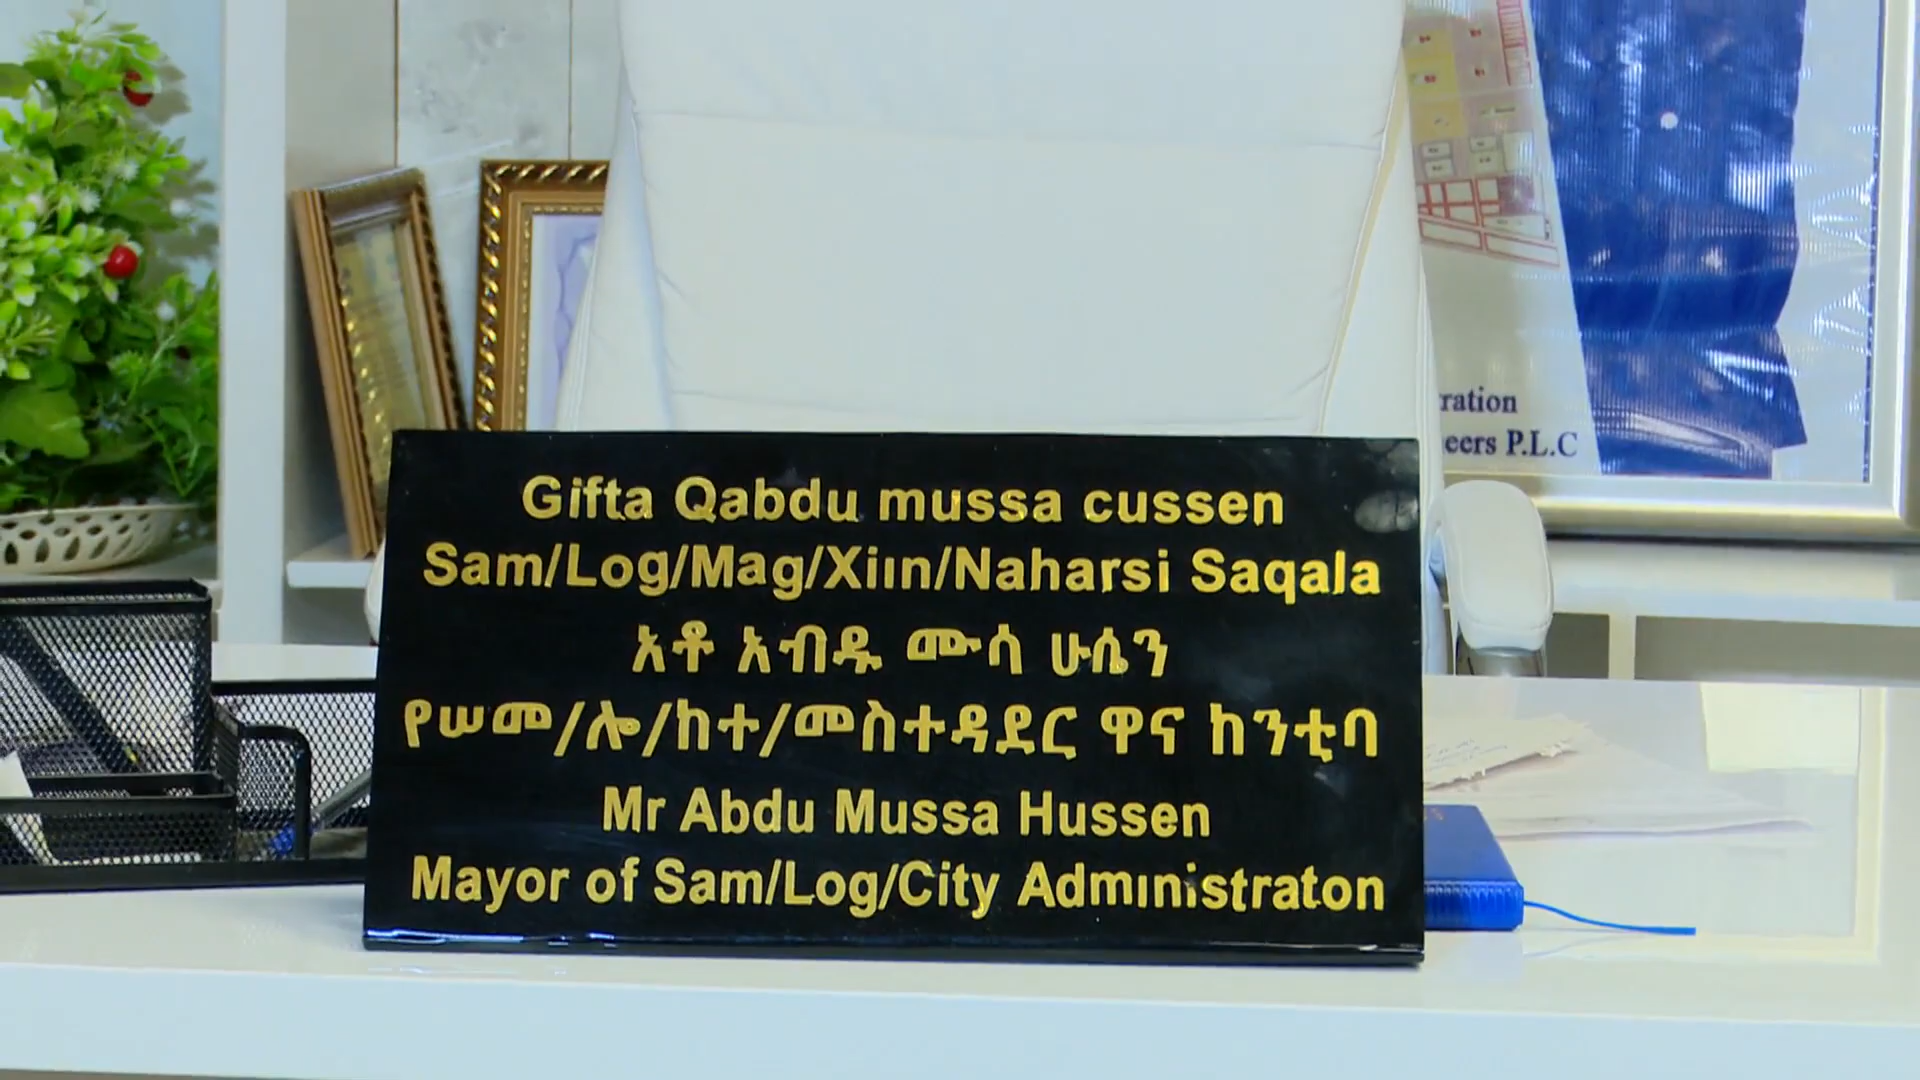 Gifta Qabdu mussa cussen
Sam/Log/Mag/Xiin/Naharsi Saqala
አቶ አብዱ ሙሳ ሁሴን
የሠመ/ሎ/ከተ/መስተዳደር ዋና ከንቲባ
Mr Abdu Mussa Hussen
Mayor of Sam/Log/City Administraton
ration
eers P.L.C